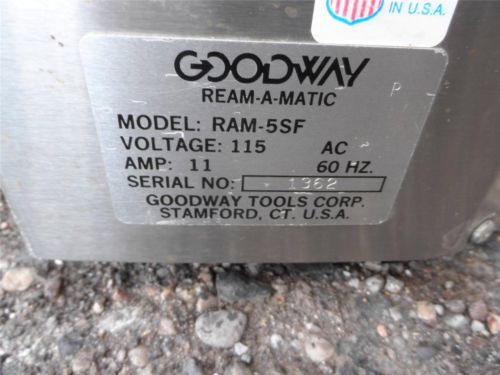 IN U.S.A.
GOODWAY
REAM-A-MATIC
MODEL: RAM-5SF
VOLTAGE: 115 AC
AMP: 11 60 HZ.
SERIAL NO: 1362
GOODWAY TOOLS CORP.
STAMFORD, CT. U.S.A.